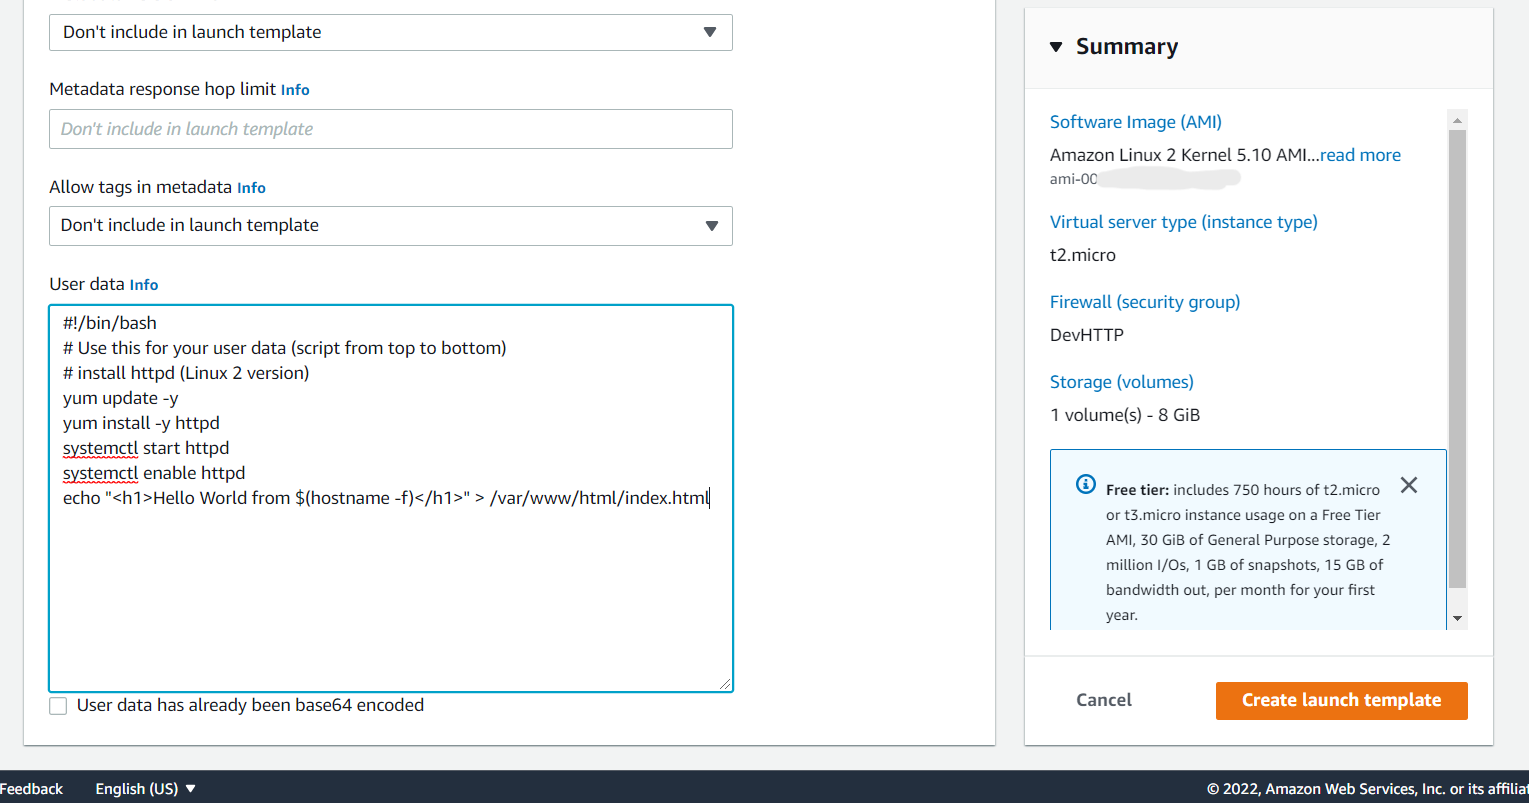 Don't include in launch template
Metadata response hop limit Info
Don't include in launch template
Allow tags in metadata Info
Don't include in launch template
User data Info
#!/bin/bash
# Use this for your user data (script from top to bottom)
# install httpd (Linux 2 version)
yum update -y
yum install -y httpd
systemctl start httpd
systemctl enable httpd
echo "<h1>Hello World from $(hostname -f)</h1>" > /var/www/html/index.html
User data has already been base64 encoded
Summary
Software Image (AMI)
Amazon Linux 2 Kernel 5.10 AMI...read more
ami-00
Virtual server type (instance type)
t2.micro
Firewall (security group)
DevHTTP
Storage (volumes)
1 volume(s) - 8 GiB
Free tier: includes 750 hours of t2.micro
or t3.micro instance usage on a Free Tier
AMI, 30 GiB of General Purpose storage, 2
million I/Os, 1 GB of snapshots, 15 GB of
bandwidth out, per month for your first
year.
Cancel
Create launch template
Feedback
English (US)
© 2022, Amazon Web Services, Inc. or its affiliat